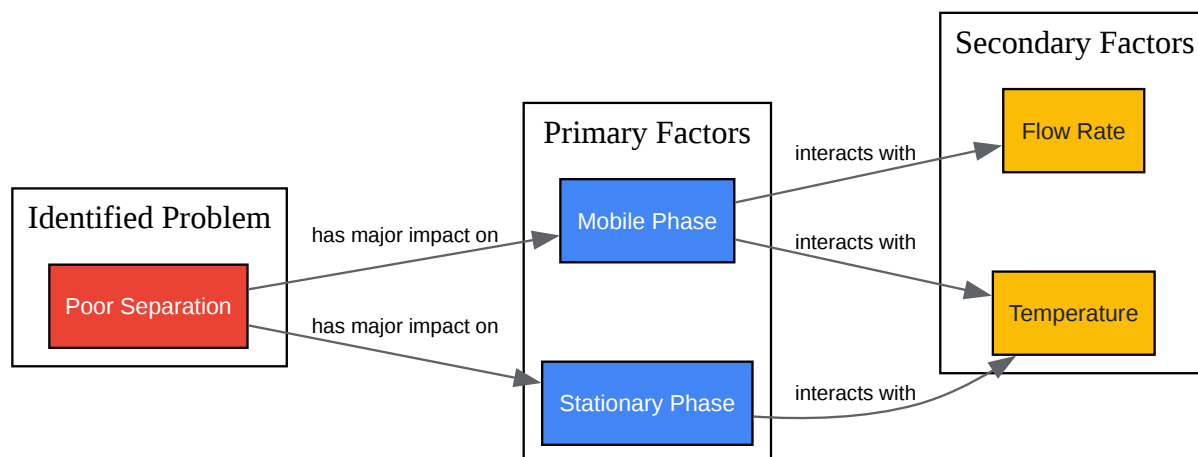 Identified Problem
Poor Separation
has major impact on
has major impact on
Primary Factors
Mobile Phase
Stationary Phase
interacts with
interacts with
interacts with
Secondary Factors
Flow Rate
Temperature